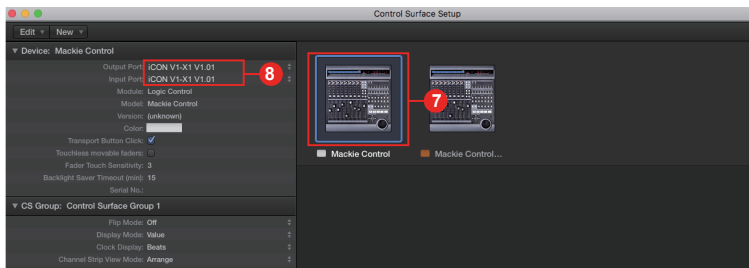 Control Surface Setup
Edit New
Device: Mackie Control
Output Port: iCON V1-X1 V1.01
Input Port: iCON V1-X1 V1.01
8
Module: Logic Control
Model: Mackie Control
Version: (unknown)
Color:
Transport Button Click:
Touchless movable faders:
Fader Touch Sensitivity: 3
Backlight Saver Timeout (min): 15
Serial No.:
CS Group: Control Surface Group 1
Flip Mode: Off
Display Mode: Value
Clock Display: Beats
Channel Strip View Mode: Arrange
7
Mackie Control
Mackie Control...